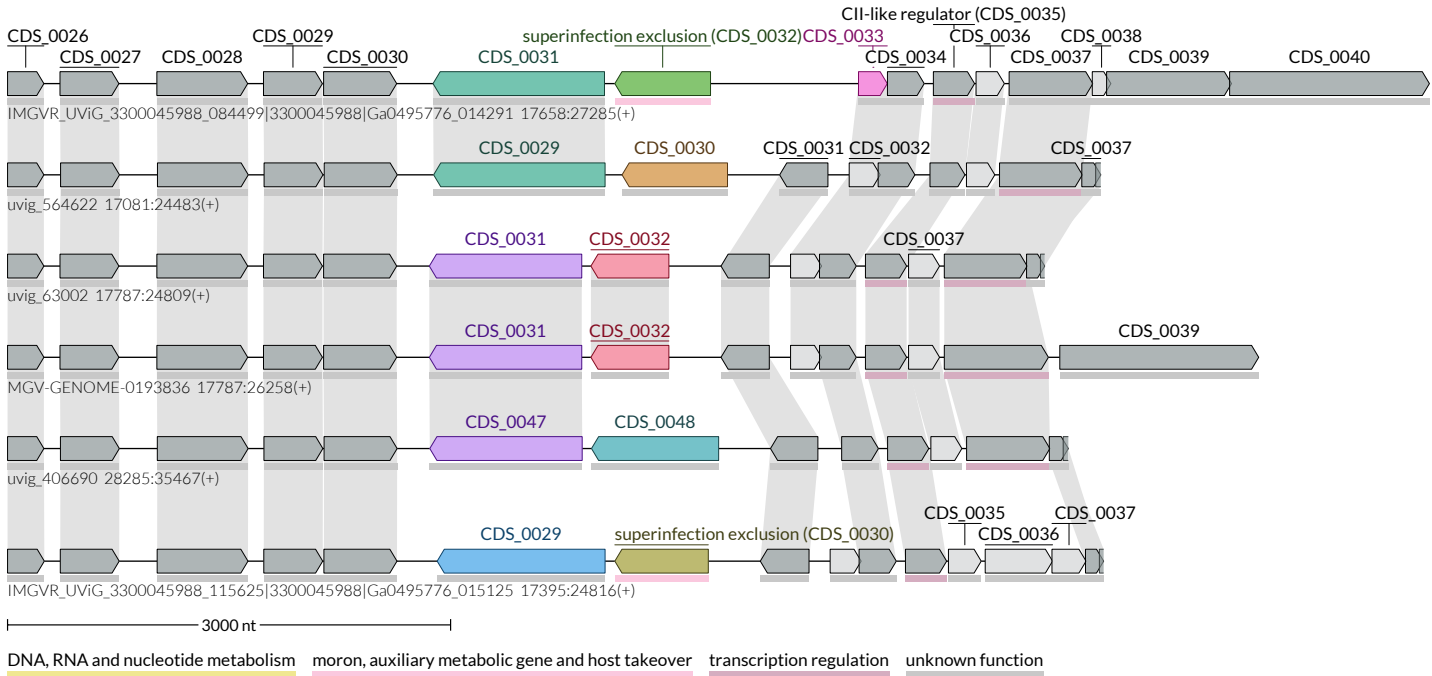 CII-like regulator (CDS_0035)
CDS_0026 CDS_0029 superinfection exclusion (CDS_0032) CDS_0033 CDS_0036 CDS_0038
CDS_0027 CDS_0028 CDS_0030 CDS_0031 CDS_0034 CDS_0037 CDS_0039 CDS_0040
IMGVR_UViG_3300045988_084499|3300045988|Ga0495776_014291 17658:27285(+)
CDS_0029 CDS_0030 CDS_0031 CDS_0032 CDS_0037
uvig_564622 17081:24483(+)
CDS_0031 CDS_0032 CDS_0037
uvig_63002 17787:24809(+)
CDS_0031 CDS_0032 CDS_0039
MGV-GENOME-0193836 17787:26258(+)
CDS_0047 CDS_0048
uvig_406690 28285:35467(+)
CDS_0035 CDS_0037
CDS_0029 superinfection exclusion (CDS_0030) CDS_0036
IMGVR_UViG_3300045988_115625|3300045988|Ga0495776_015125 17395:24816(+)
3000 nt
DNA, RNA and nucleotide metabolism moron, auxiliary metabolic gene and host takeover transcription regulation unknown function